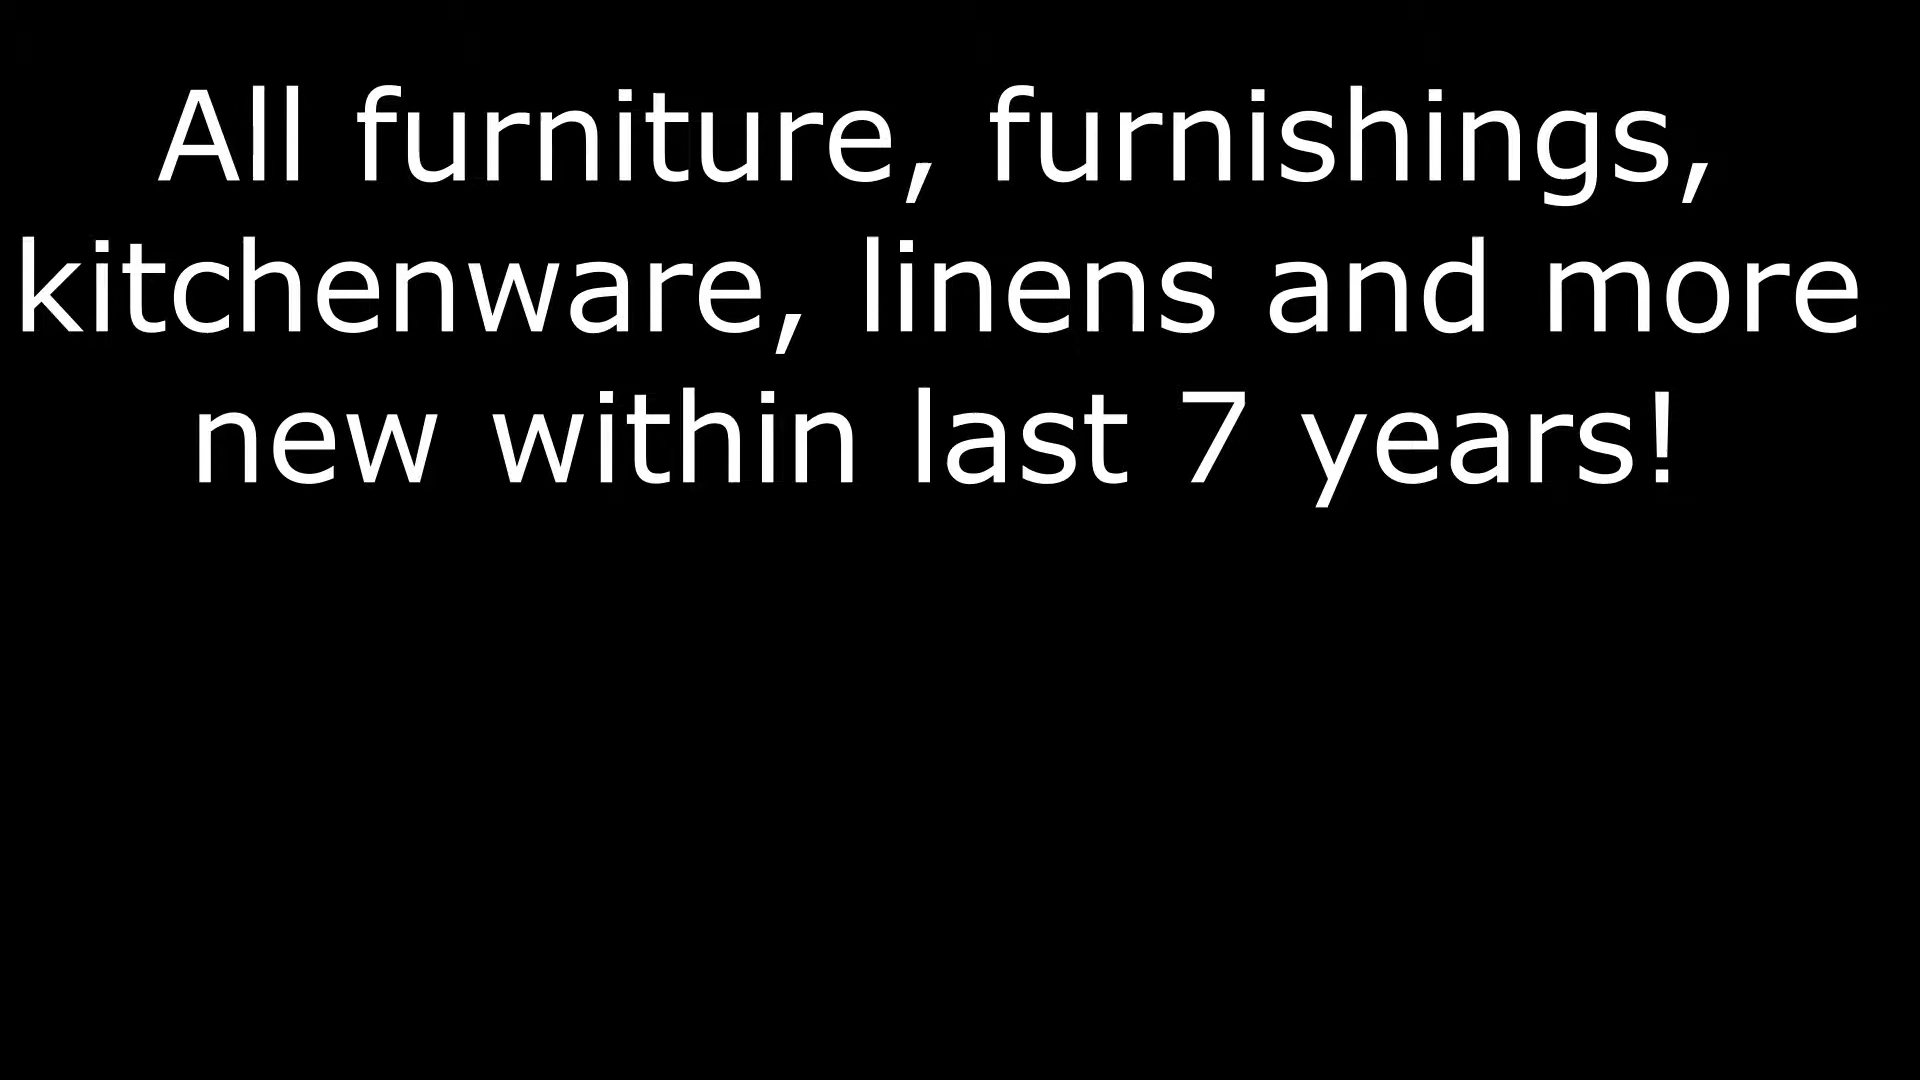 All furniture, furnishings,
kitchenware, linens and more
new within last 7 years!